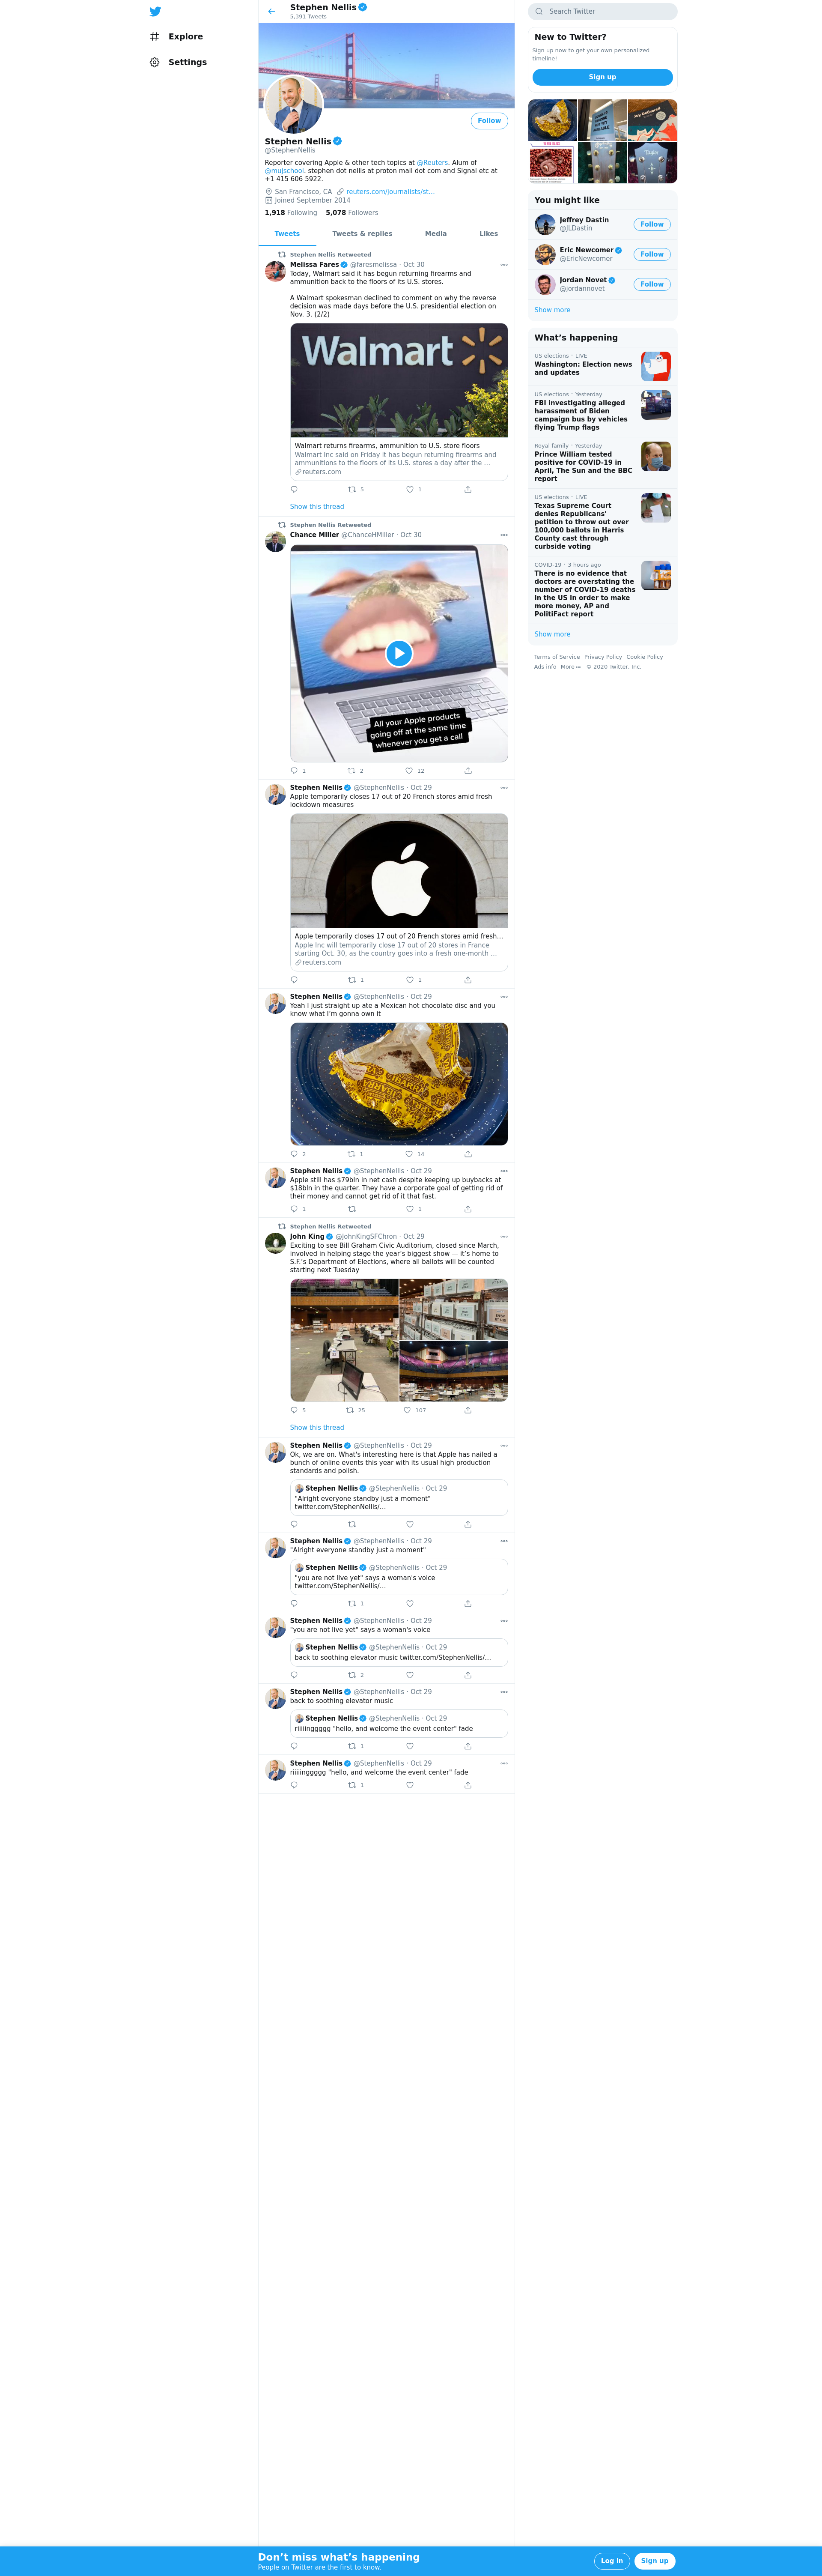 Explore
Settings
Stephen Nellis
5,391 Tweets
Follow
Stephen Nellis
@StephenNellis
Reporter covering Apple & other tech topics at @Reuters. Alum of
@mujschool. stephen dot nellis at proton mail dot com and Signal etc at
+1 415 606 5922.
San Francisco, CA reuters.com/journalists/st…
Joined September 2014
1,918 Following 5,078 Followers
Tweets Tweets & replies Media Likes
Stephen Nellis Retweeted
Melissa Fares @faresmelissa · Oct 30
Today, Walmart said it has begun returning firearms and
ammunition back to the floors of its U.S. stores.
A Walmart spokesman declined to comment on why the reverse
decision was made days before the U.S. presidential election on
Nov. 3. (2/2)
Walmart
Walmart returns firearms, ammunition to U.S. store floors
Walmart Inc said on Friday it has begun returning firearms and
ammunitions to the floors of its U.S. stores a day after the …
reuters.com
5 1
Show this thread
Stephen Nellis Retweeted
Chance Miller @ChanceHMiller · Oct 30
All your Apple products
going off at the same time
whenever you get a call
1 2 12
Stephen Nellis @StephenNellis · Oct 29
Apple temporarily closes 17 out of 20 French stores amid fresh
lockdown measures
Apple temporarily closes 17 out of 20 French stores amid fresh…
Apple Inc will temporarily close 17 out of 20 stores in France
starting Oct. 30, as the country goes into a fresh one-month …
reuters.com
1 1
Stephen Nellis @StephenNellis · Oct 29
Yeah I just straight up ate a Mexican hot chocolate disc and you
know what I’m gonna own it
IBARRA
2 1 14
Stephen Nellis @StephenNellis · Oct 29
Apple still has $79bln in net cash despite keeping up buybacks at
$18bln in the quarter. They have a corporate goal of getting rid of
their money and cannot get rid of it that fast.
1 1
Stephen Nellis Retweeted
John King @JohnKingSFChron · Oct 29
Exciting to see Bill Graham Civic Auditorium, closed since March,
involved in helping stage the year’s biggest show — it’s home to
S.F.’s Department of Elections, where all ballots will be counted
starting next Tuesday
5 25 107
Show this thread
Stephen Nellis @StephenNellis · Oct 29
Ok, we are on. What's interesting here is that Apple has nailed a
bunch of online events this year with its usual high production
standards and polish.
Stephen Nellis @StephenNellis · Oct 29
"Alright everyone standby just a moment"
twitter.com/StephenNellis/…
Stephen Nellis @StephenNellis · Oct 29
"Alright everyone standby just a moment"
Stephen Nellis @StephenNellis · Oct 29
"you are not live yet" says a woman's voice
twitter.com/StephenNellis/…
1
Stephen Nellis @StephenNellis · Oct 29
"you are not live yet" says a woman's voice
Stephen Nellis @StephenNellis · Oct 29
back to soothing elevator music twitter.com/StephenNellis/…
2
Stephen Nellis @StephenNellis · Oct 29
back to soothing elevator music
Stephen Nellis @StephenNellis · Oct 29
riiiiinggggg "hello, and welcome the event center" fade
1
Stephen Nellis @StephenNellis · Oct 29
riiiiinggggg "hello, and welcome the event center" fade
1
Search Twitter
New to Twitter?
Sign up now to get your own personalized
timeline!
Sign up
You might like
Jeffrey Dastin
@JLDastin
Follow
Eric Newcomer
@EricNewcomer
Follow
Jordan Novet
@jordannovet
Follow
Show more
What’s happening
US elections · LIVE
Washington: Election news
and updates
US elections · Yesterday
FBI investigating alleged
harassment of Biden
campaign bus by vehicles
flying Trump flags
Royal family · Yesterday
Prince William tested
positive for COVID-19 in
April, The Sun and the BBC
report
US elections · LIVE
Texas Supreme Court
denies Republicans'
petition to throw out over
100,000 ballots in Harris
County cast through
curbside voting
COVID-19 · 3 hours ago
There is no evidence that
doctors are overstating the
number of COVID-19 deaths
in the US in order to make
more money, AP and
PolitiFact report
Show more
Terms of Service Privacy Policy Cookie Policy
Ads info More © 2020 Twitter, Inc.
Don’t miss what’s happening
People on Twitter are the first to know.
Log in Sign up